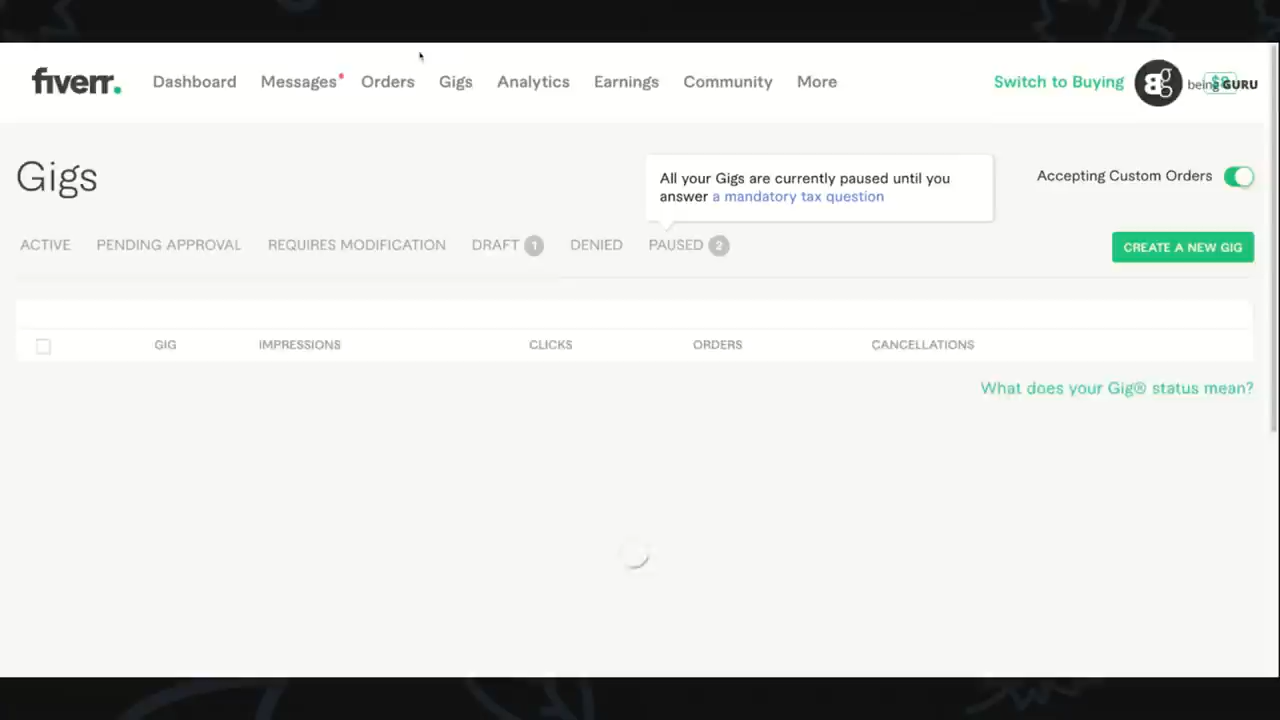 fiverr.
Dashboard Messages Orders Gigs Analytics Earnings Community More Switch to Buying being GURU
Gigs
All your Gigs are currently paused until you
answer a mandatory tax question
Accepting Custom Orders
ACTIVE PENDING APPROVAL REQUIRES MODIFICATION DRAFT 1 DENIED PAUSED 2
CREATE A NEW GIG
GIG IMPRESSIONS CLICKS ORDERS CANCELLATIONS
What does your Gig® status mean?